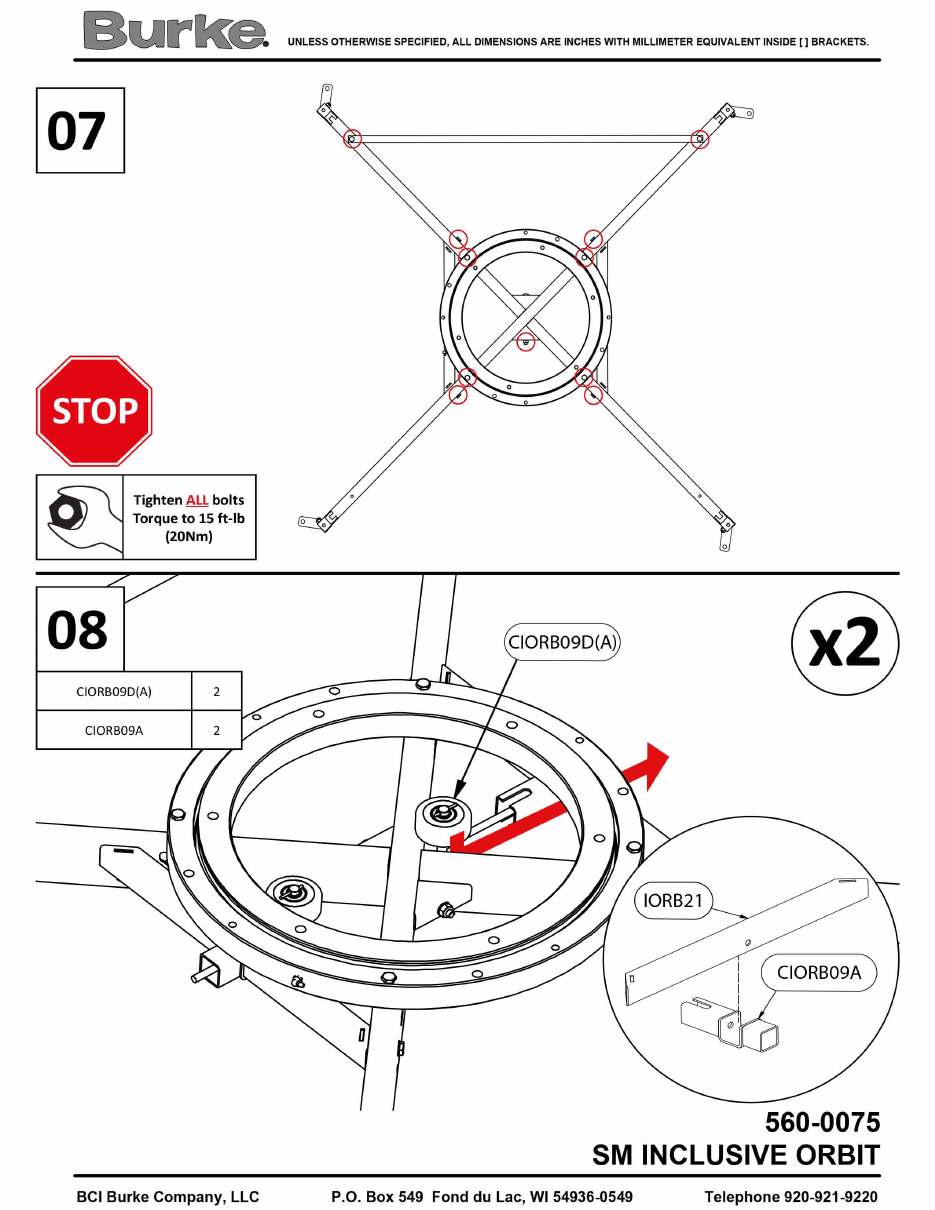 Burke.
UNLESS OTHERWISE SPECIFIED, ALL DIMENSIONS ARE INCHES WITH MILLIMETER EQUIVALENT INSIDE [ ] BRACKETS.
07
STOP
Tighten ALL bolts
Torque to 15 ft-lb
(20Nm)
08
x2
CIORB09D(A)
CIORB09D(A) 2
CIORB09A 2
IORB21
CIORB09A
560-0075
SM INCLUSIVE ORBIT
BCI Burke Company, LLC P.O. Box 549 Fond du Lac, WI 54936-0549 Telephone 920-921-9220